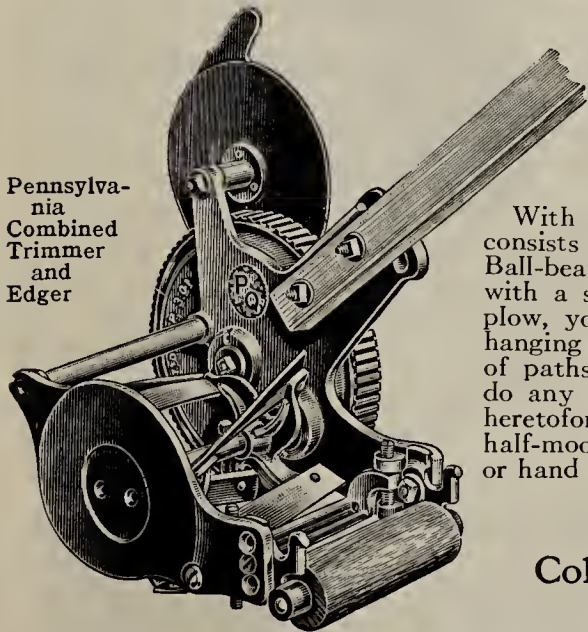 Pennsylva-
nia
Combined
Trimmer
and
Edger
PQ
With
consists
Ball-bea
with a s
plow, yo
hanging
of paths
do any
heretofor
half-moo
or hand
Col